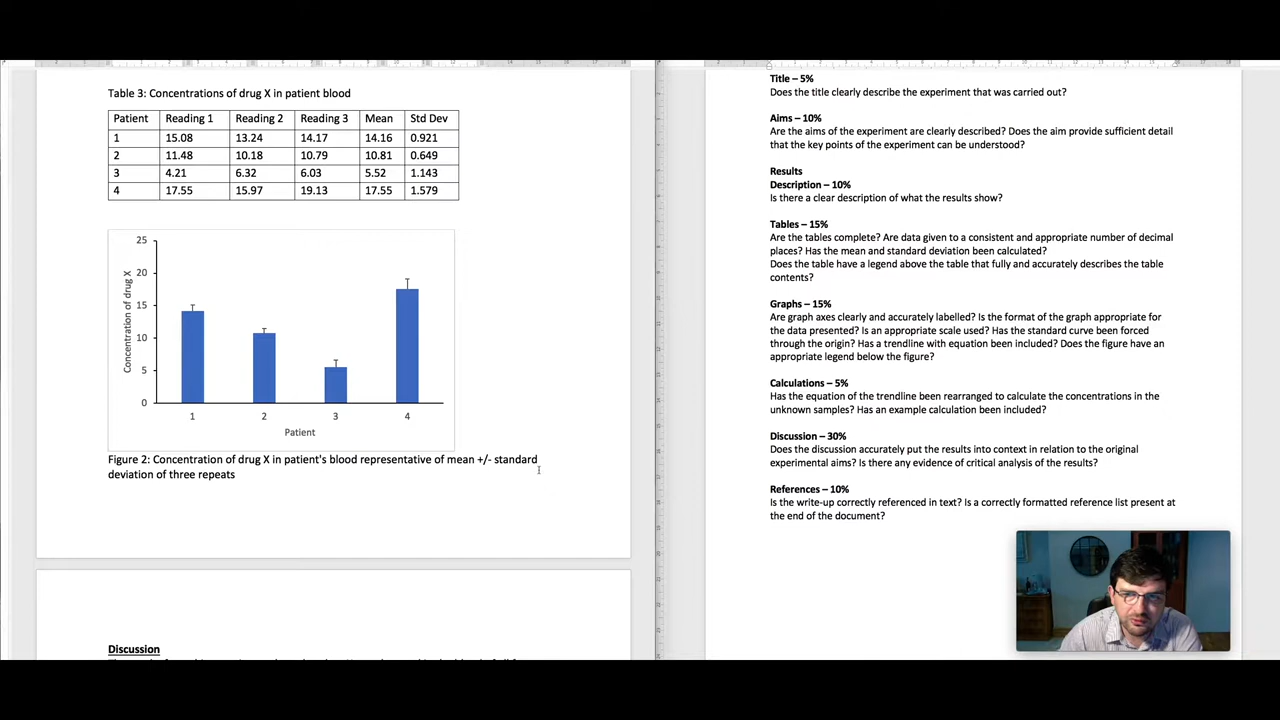 Table 3: Concentrations of drug X in patient blood
Patient Reading 1 Reading 2 Reading 3 Mean Std Dev
1 15.08 13.24 14.17 14.16 0.921
2 11.48 10.18 10.79 10.81 0.649
3 4.21 6.32 6.03 5.52 1.143
4 17.55 15.97 19.13 17.55 1.579
Concentration of drug X
25
20
15
10
5
0
1 2 3 4
Patient
Figure 2: Concentration of drug X in patient's blood representative of mean +/- standard
deviation of three repeats
Discussion
Title – 5%
Does the title clearly describe the experiment that was carried out?
Aims – 10%
Are the aims of the experiment are clearly described? Does the aim provide sufficient detail
that the key points of the experiment can be understood?
Results
Description – 10%
Is there a clear description of what the results show?
Tables – 15%
Are the tables complete? Are data given to a consistent and appropriate number of decimal
places? Has the mean and standard deviation been calculated?
Does the table have a legend above the table that fully and accurately describes the table
contents?
Graphs – 15%
Are graph axes clearly and accurately labelled? Is the format of the graph appropriate for
the data presented? Is an appropriate scale used? Has the standard curve been forced
through the origin? Has a trendline with equation been included? Does the figure have an
appropriate legend below the figure?
Calculations – 5%
Has the equation of the trendline been rearranged to calculate the concentrations in the
unknown samples? Has an example calculation been included?
Discussion – 30%
Does the discussion accurately put the results into context in relation to the original
experimental aims? Is there any evidence of critical analysis of the results?
References – 10%
Is the write-up correctly referenced in text? Is a correctly formatted reference list present at
the end of the document?